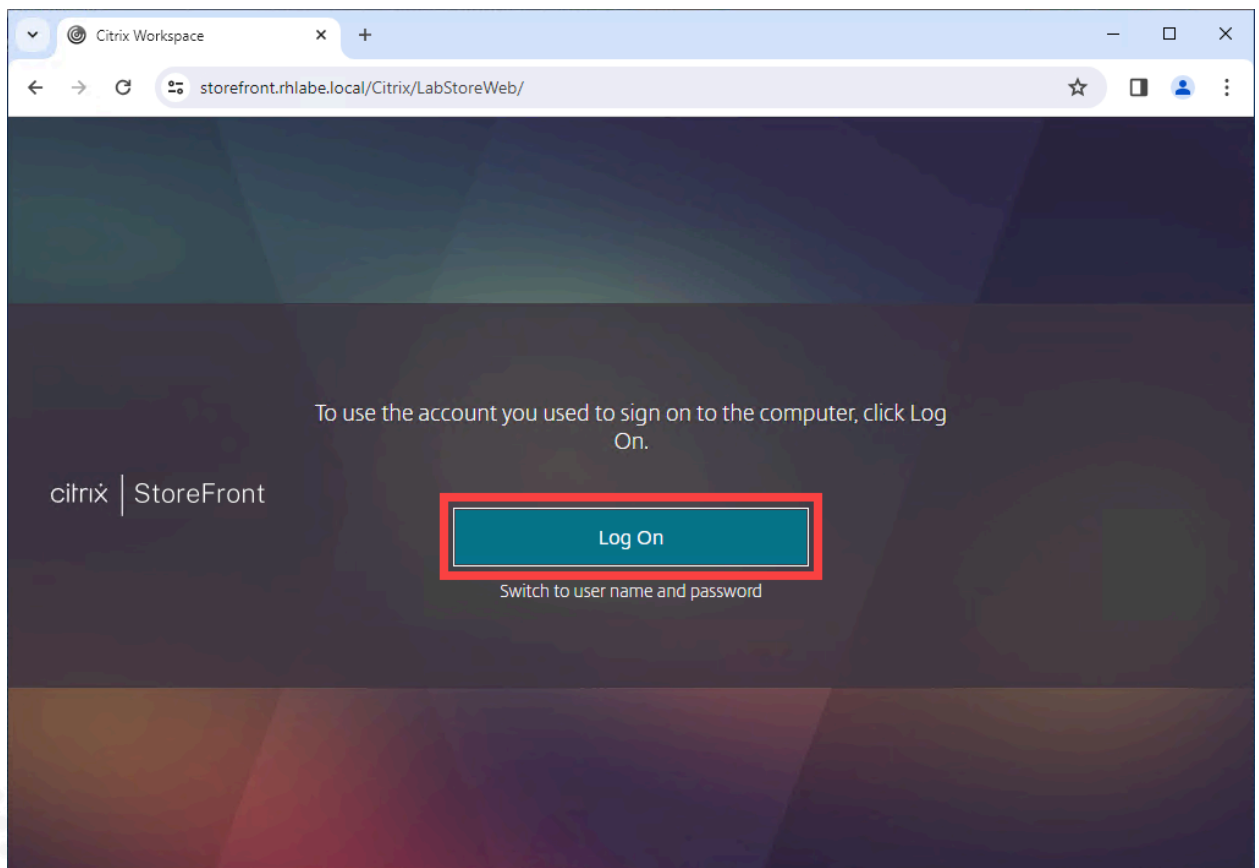 Citrix Workspace
storefront.rhlabe.local/Citrix/LabStoreWeb/
To use the account you used to sign on to the computer, click Log
On.
citrix | StoreFront
Log On
Switch to user name and password